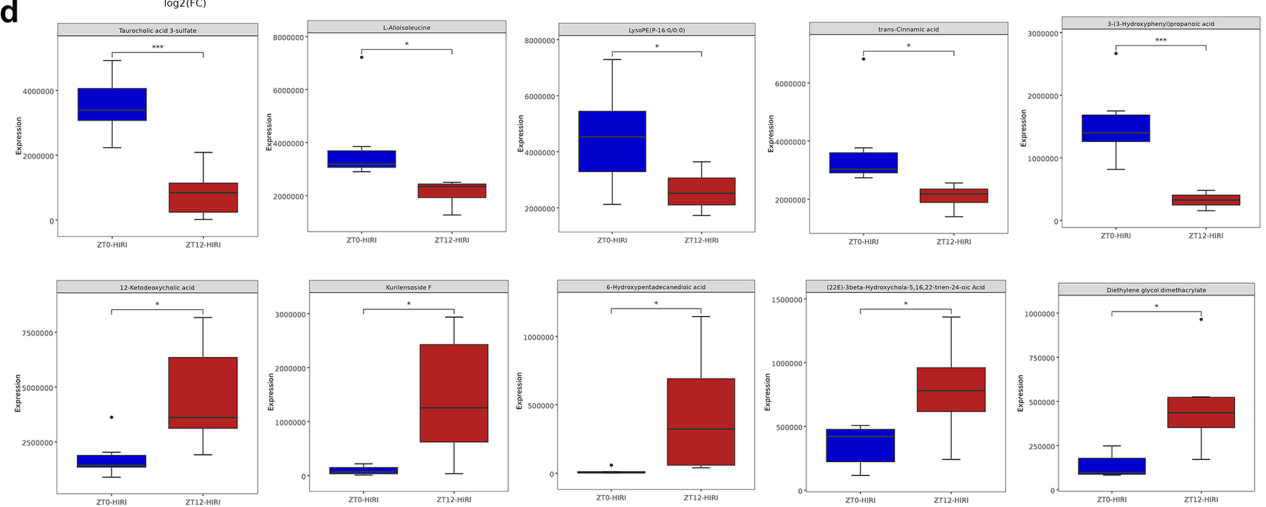 log2(FC)
d
Taurocholic acid 3-sulfate
***
Expression
4000000
2000000
0
ZT0-HIRI ZT12-HIRI
L-Alloisoleucine
*
Expression
8000000
6000000
4000000
2000000
ZT0-HIRI ZT12-HIRI
LysoPE(P-16:0/0:0)
*
Expression
8000000
6000000
4000000
2000000
ZT0-HIRI ZT12-HIRI
trans-Cinnamic acid
*
Expression
6000000
4000000
2000000
ZT0-HIRI ZT12-HIRI
3-(3-Hydroxyphenyl)propanoic acid
***
Expression
3000000
2000000
1000000
0
ZT0-HIRI ZT12-HIRI
12-Ketodeoxycholic acid
*
Expression
7500000
5000000
2500000
ZT0-HIRI ZT12-HIRI
Kurilensoside F
*
Expression
3000000
2000000
1000000
0
ZT0-HIRI ZT12-HIRI
6-Hydroxypentadecanedioic acid
*
Expression
1000000
500000
0
ZT0-HIRI ZT12-HIRI
(22E)-3beta-Hydroxychola-5,16,22-trien-24-oic Acid
*
Expression
1500000
1000000
500000
0
ZT0-HIRI ZT12-HIRI
Diethylene glycol dimethacrylate
*
Expression
1000000
750000
500000
250000
0
ZT0-HIRI ZT12-HIRI